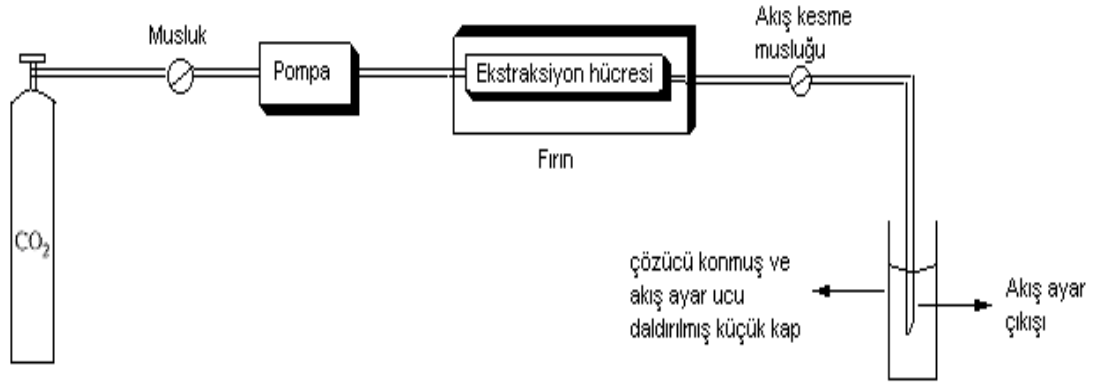 Musluk
Pompa
Ekstraksiyon hücresi
Fırın
Akış kesme
musluğu
CO₂
çözücü konmuş ve
akış ayar ucu
daldırılmış küçük kap
Akış ayar
çıkışı